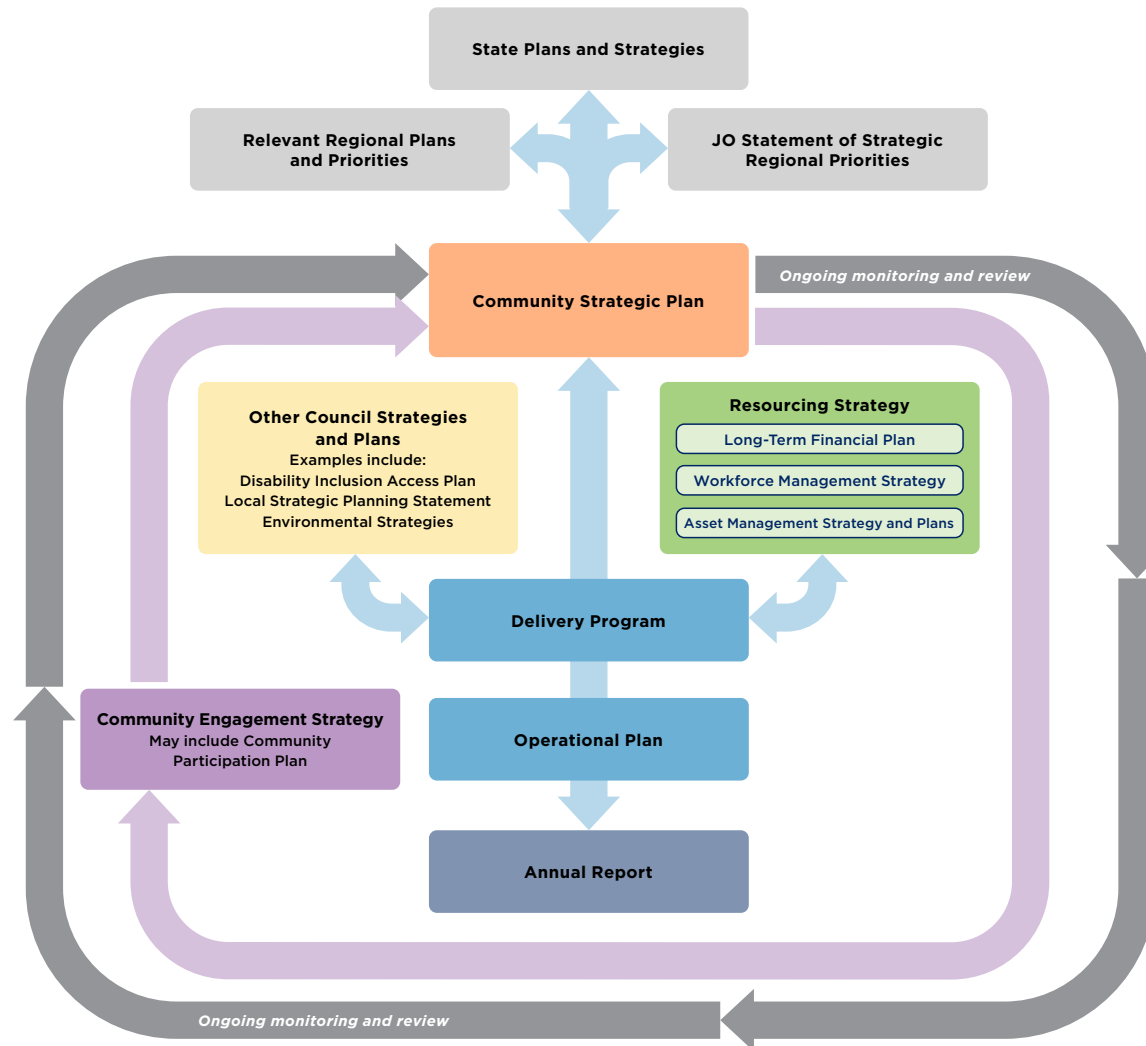 State Plans and Strategies
Relevant Regional Plans
and Priorities
JO Statement of Strategic
Regional Priorities
Community Strategic Plan
Ongoing monitoring and review
Other Council Strategies
and Plans
Examples include:
Disability Inclusion Access Plan
Local Strategic Planning Statement
Environmental Strategies
Resourcing Strategy
Long-Term Financial Plan
Workforce Management Strategy
Asset Management Strategy and Plans
Delivery Program
Community Engagement Strategy
May include Community
Participation Plan
Operational Plan
Annual Report
Ongoing monitoring and review